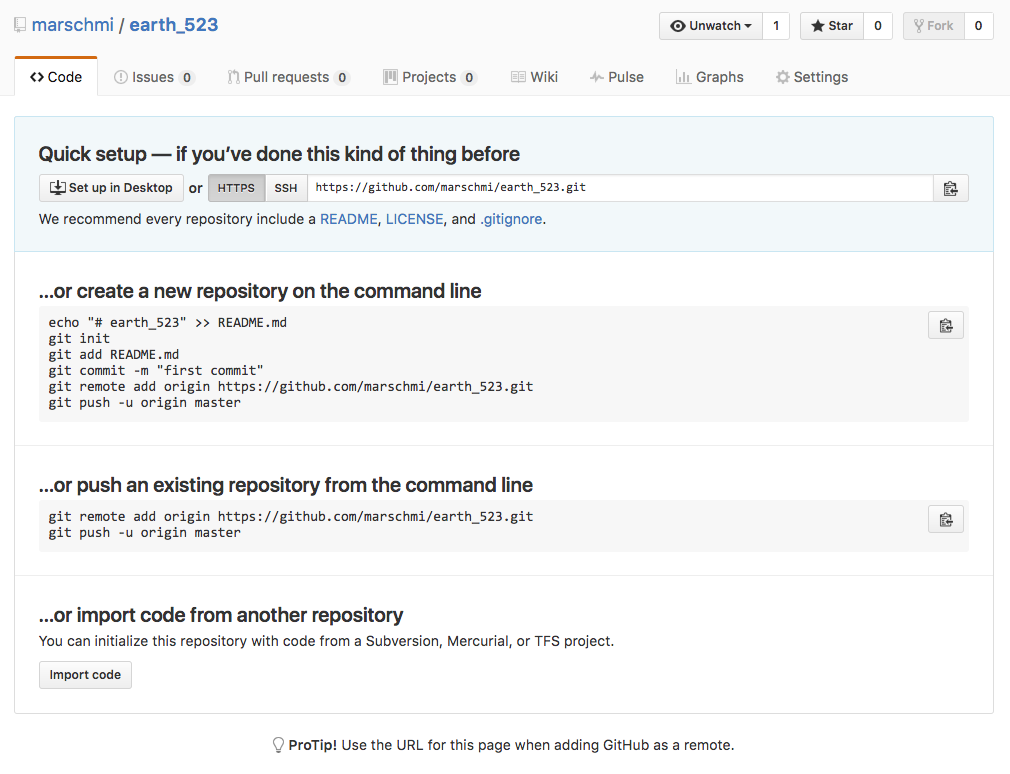 marschmi / earth_523
Unwatch 1 Star 0 Fork 0
Code Issues 0 Pull requests 0 Projects 0 Wiki Pulse Graphs Settings
Quick setup — if you’ve done this kind of thing before
Set up in Desktop or HTTPS SSH https://github.com/marschmi/earth_523.git
We recommend every repository include a README, LICENSE, and .gitignore.
…or create a new repository on the command line
echo "# earth_523" >> README.md
git init
git add README.md
git commit -m "first commit"
git remote add origin https://github.com/marschmi/earth_523.git
git push -u origin master
…or push an existing repository from the command line
git remote add origin https://github.com/marschmi/earth_523.git
git push -u origin master
…or import code from another repository
You can initialize this repository with code from a Subversion, Mercurial, or TFS project.
Import code
ProTip! Use the URL for this page when adding GitHub as a remote.